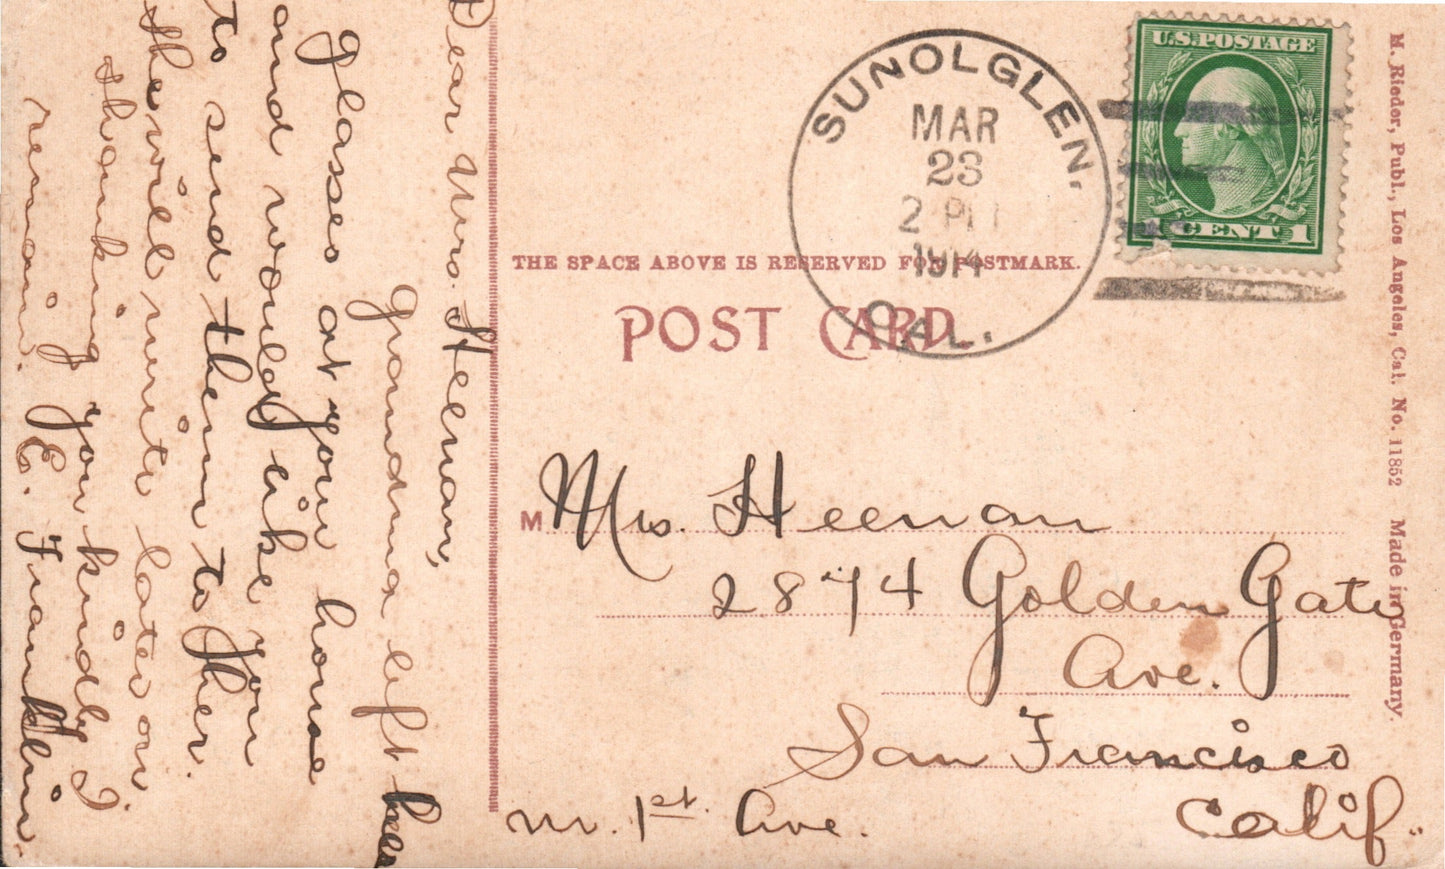 Dear Mrs. Heenan,
Grandma left her
glasses at your house
and would like you
to send them to her.
She will write later on
thanking you kindly I
remain J. E. Franklin.
SUNOLGLEN.
MAR
23
2 PM
1914
CAL.
U.S. POSTAGE
1 CENT 1
THE SPACE ABOVE IS RESERVED FOR POSTMARK.
POST CARD.
M
Mrs. Heenan
2874 Golden Gate
Ave.
San Francisco
Calif.
nr. 1st. Ave.
M. Rieder, Publ., Los Angeles, Cal. No. 11852 Made in Germany.